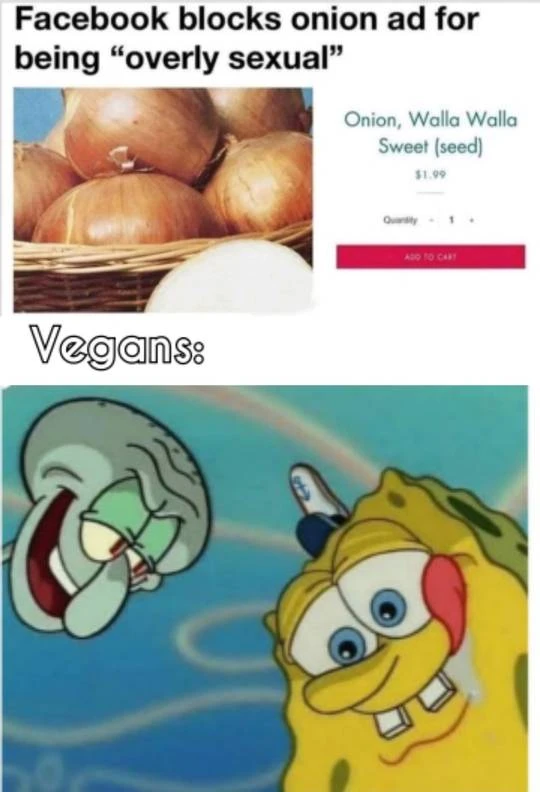 Facebook blocks onion ad for
being “overly sexual”
Onion, Walla Walla
Sweet (seed)
$1.99
Quantity - 1 +
ADD TO CART
Vegans: